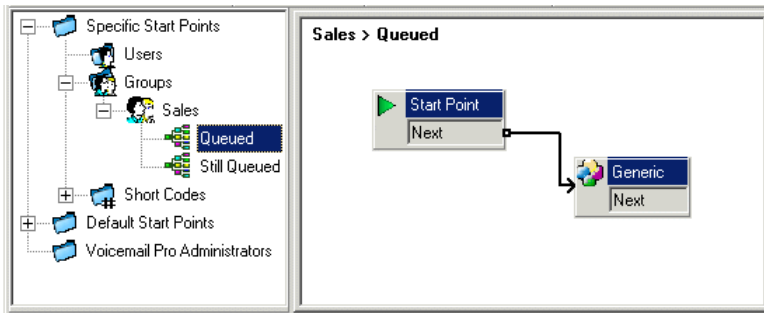 Specific Start Points
Users
Groups
Sales
Queued
Still Queued
Short Codes
Default Start Points
Voicemail Pro Administrators
Sales > Queued
Start Point
Next
Generic
Next